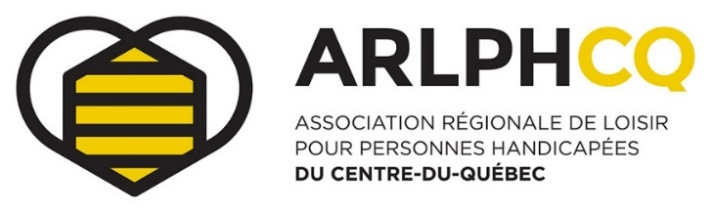 ARLPHCQ
ASSOCIATION RÉGIONALE DE LOISIR
POUR PERSONNES HANDICAPÉES
DU CENTRE-DU-QUÉBEC